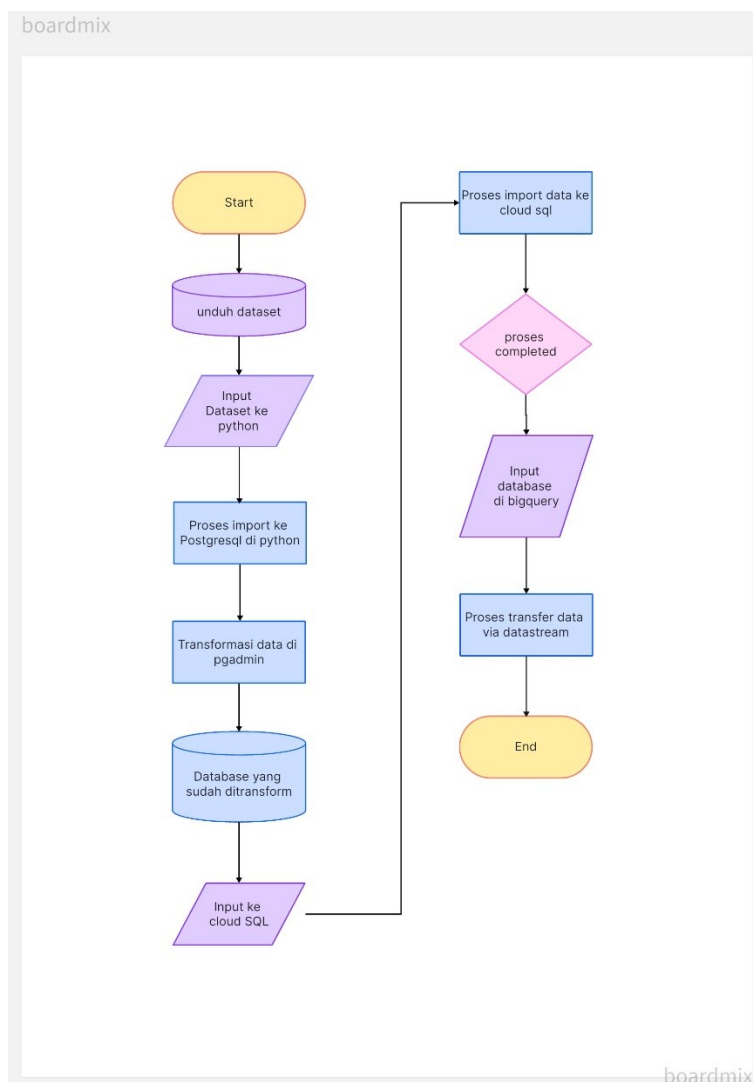 boardmix
Start
unduh dataset
Input
Dataset ke
python
Proses import ke
Postgresql di python
Transformasi data di
pgadmin
Database yang
sudah ditransform
Input ke
cloud SQL
Proses import data ke
cloud sql
proses
completed
Input
database
di bigquery
Proses transfer data
via datastream
End
boardmix